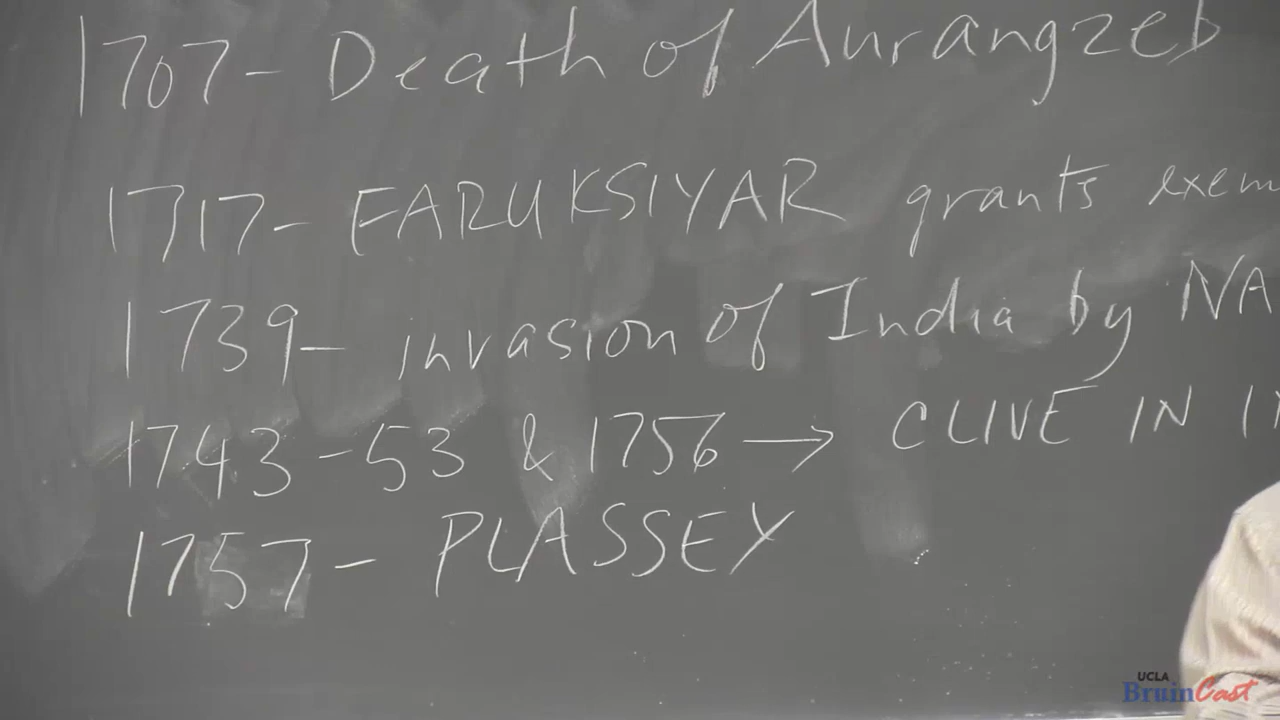 1707- Death of Aurangzeb
1717- FARUKSIYAR grants exem
1739- invasion of India by NA
1743-53 & 1756 → CLIVE IN I
1757- PLASSEY
UCLA
BruinCast